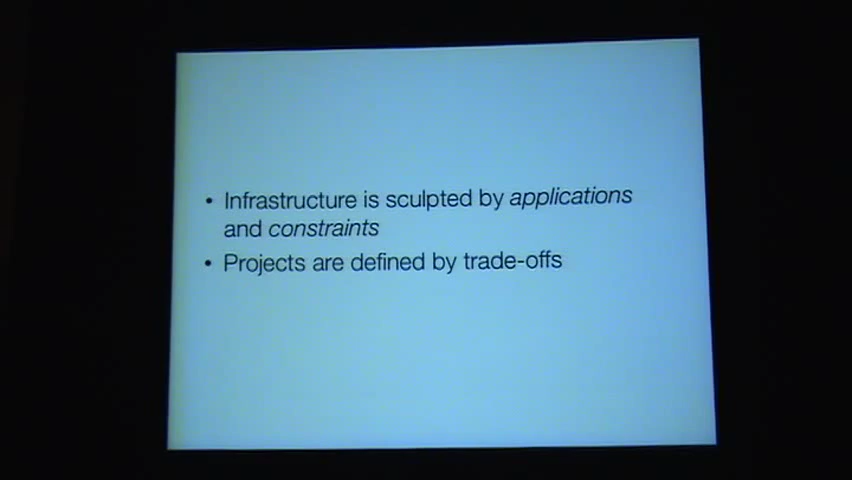 • Infrastructure is sculpted by applications
and constraints
• Projects are defined by trade-offs